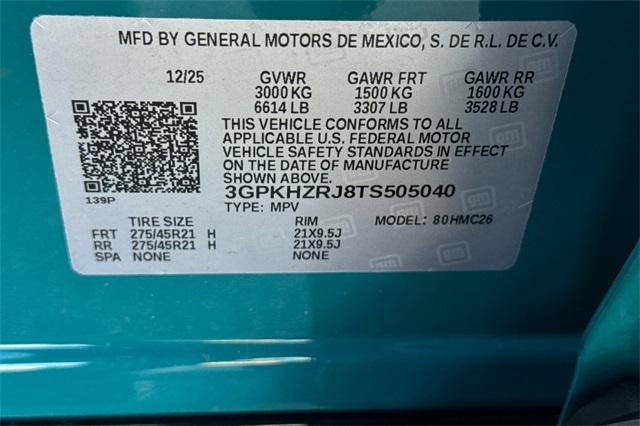 MFD BY GENERAL MOTORS DE MEXICO, S. DE R.L. DE C.V.
12/25 GVWR GAWR FRT GAWR RR
3000 KG 1500 KG 1600 KG
6614 LB 3307 LB 3528 LB
THIS VEHICLE CONFORMS TO ALL
APPLICABLE U.S. FEDERAL MOTOR
VEHICLE SAFETY STANDARDS IN EFFECT
ON THE DATE OF MANUFACTURE
SHOWN ABOVE.
3GPKHZRJ8TS505040
139P
TYPE: MPV MODEL: 80HMC26
TIRE SIZE RIM
FRT 275/45R21 H 21X9.5J
RR 275/45R21 H 21X9.5J
SPA NONE NONE